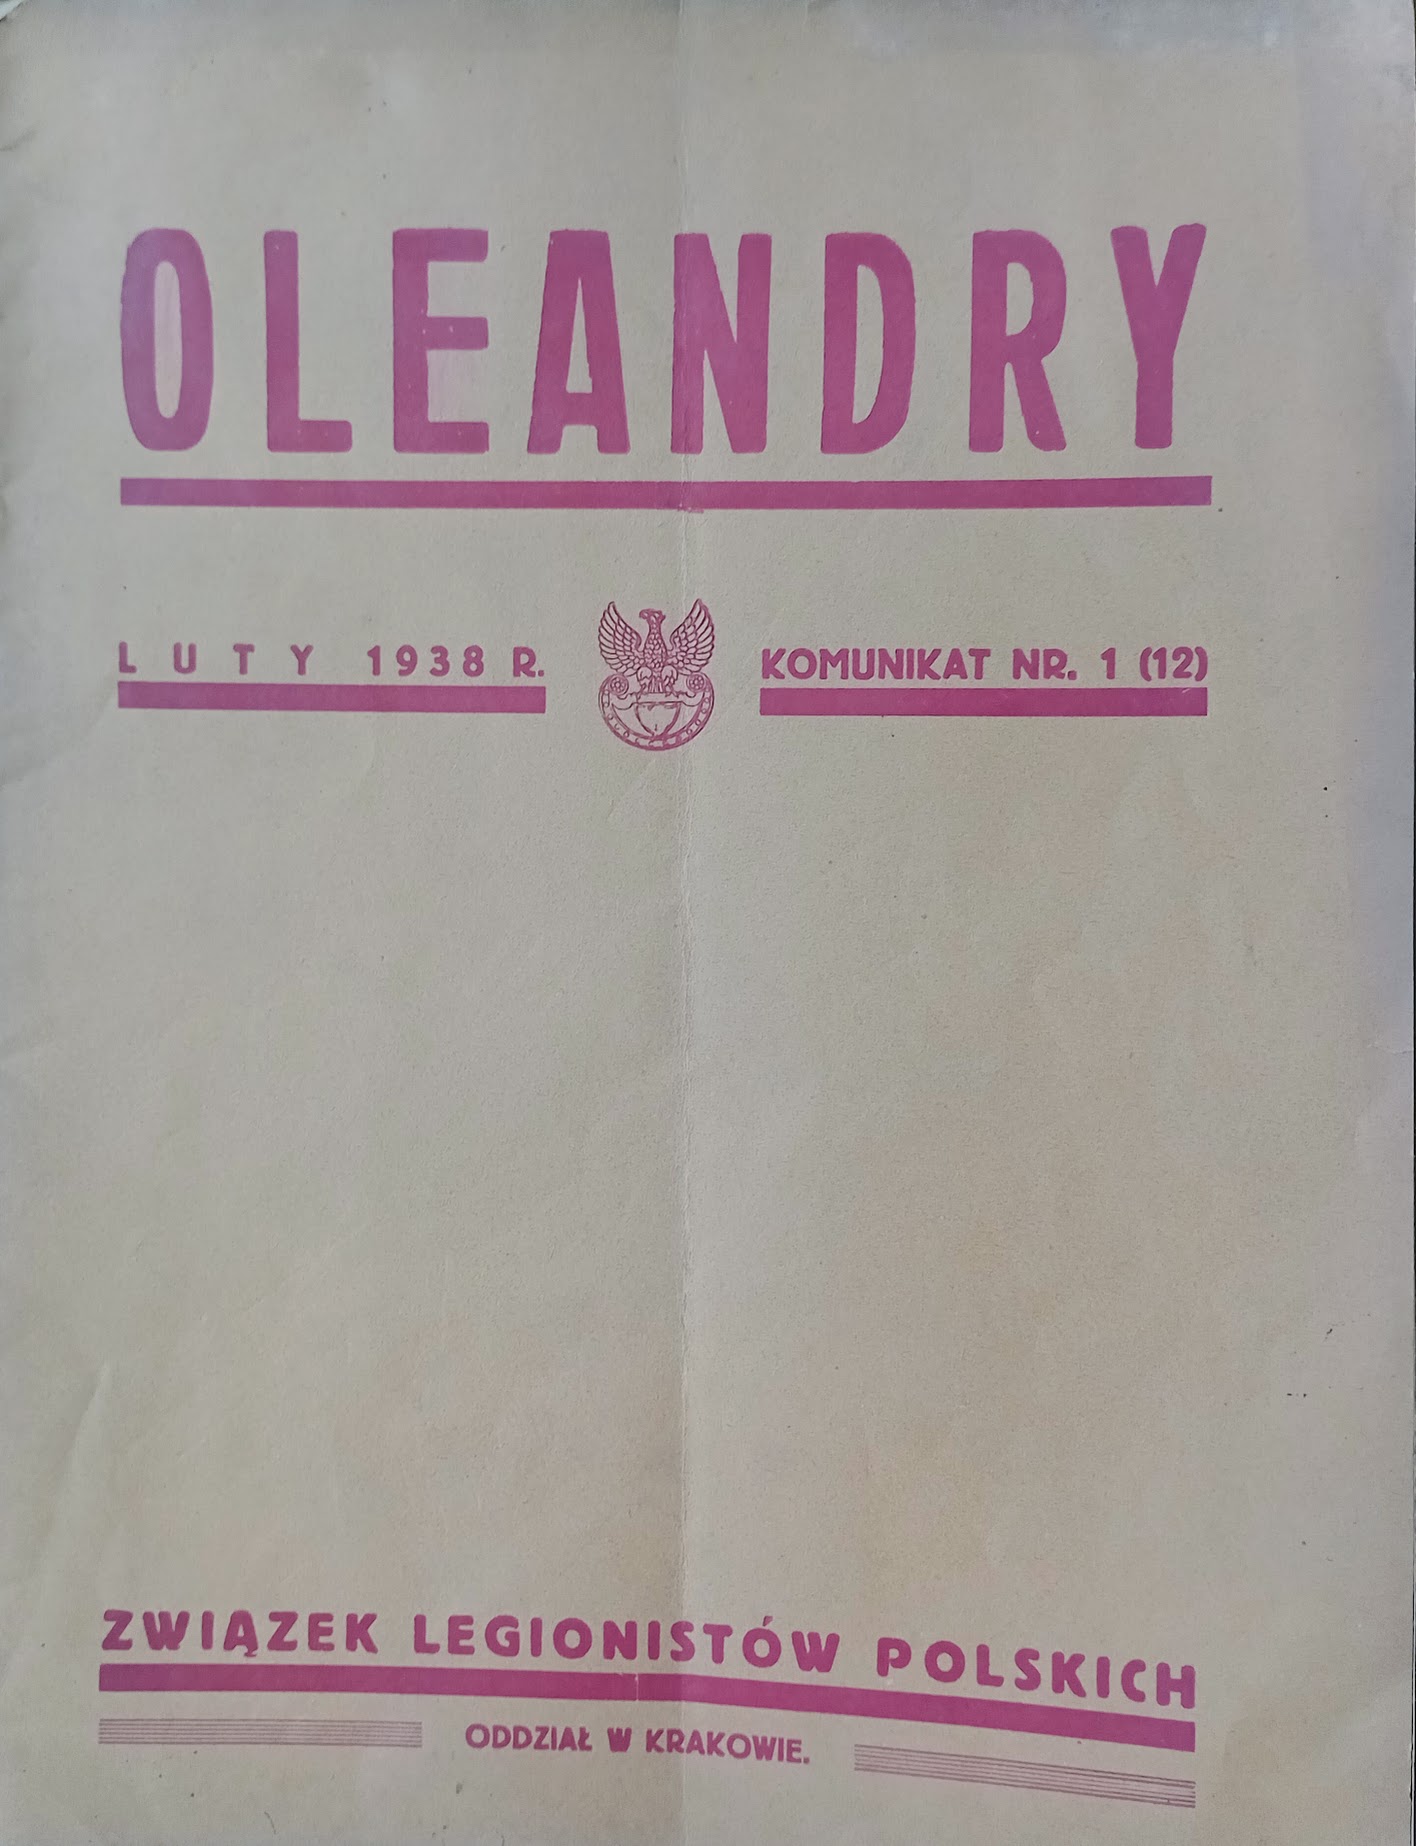 OLEANDRY
LUTY 1938 R.
KOMUNIKAT NR. 1 (12)
ZWIĄZEK LEGIONISTÓW POLSKICH
ODDZIAŁ W KRAKOWIE.